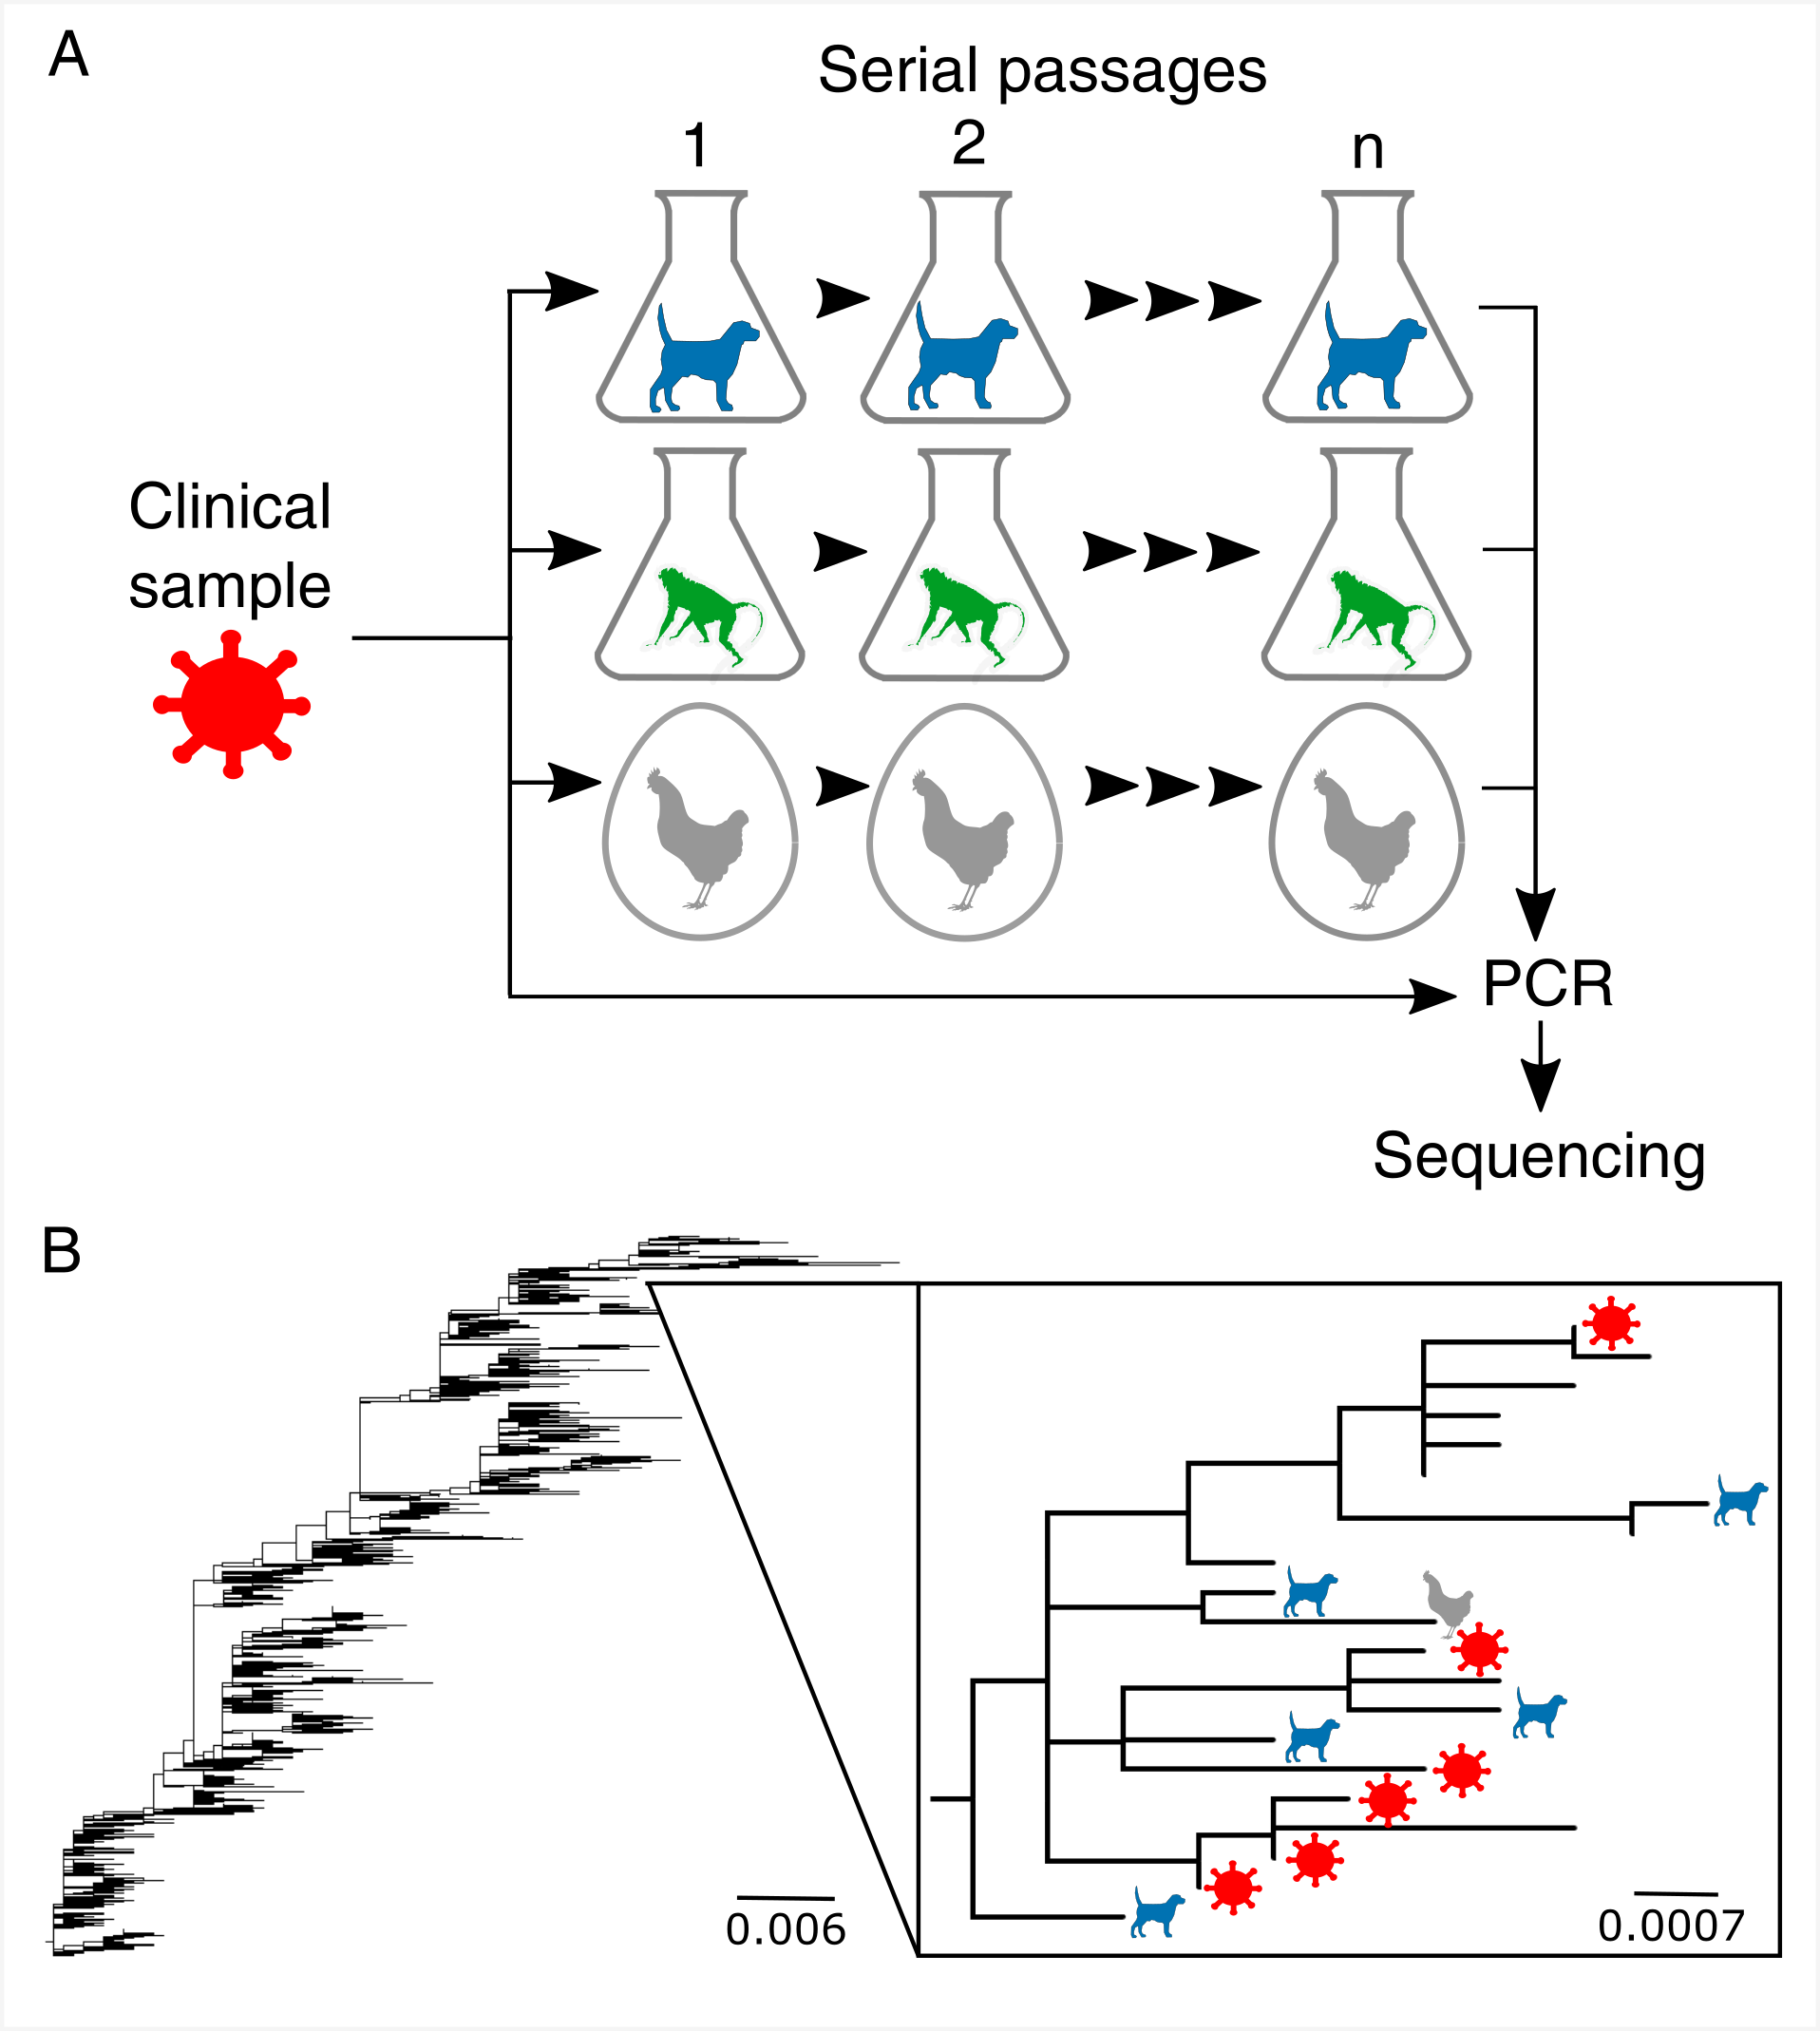 A
Serial passages
1 2 n
Clinical
sample
PCR
Sequencing
B
0.006
0.0007